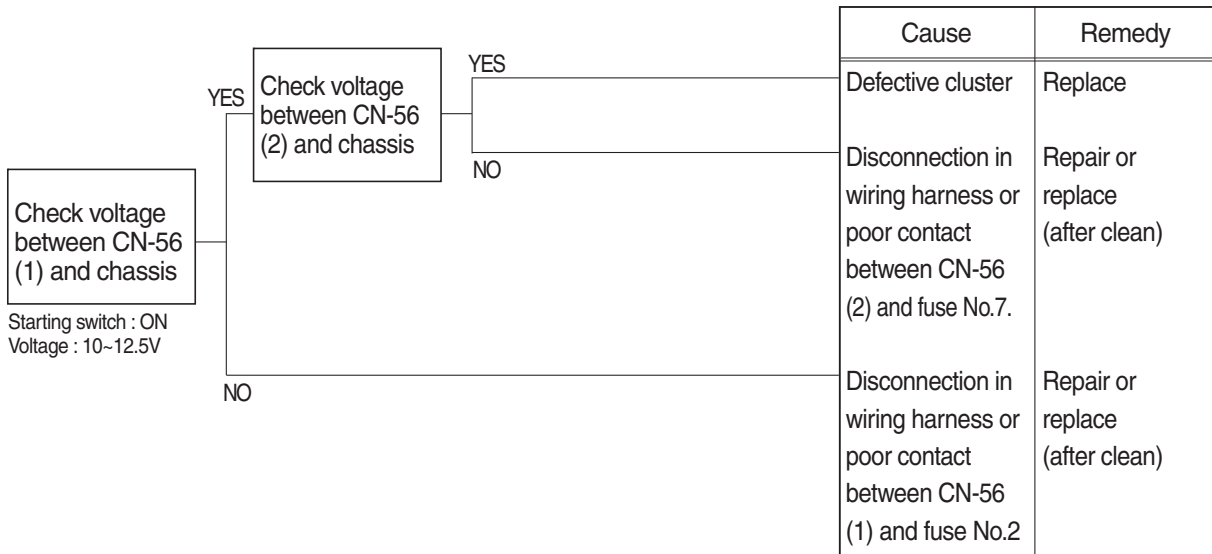 Cause
Remedy
YES
Check voltage
between CN-56
(2) and chassis
YES
NO
Defective cluster
Replace
Disconnection in
wiring harness or
poor contact
between CN-56
(2) and fuse No.7.
Repair or
replace
(after clean)
Check voltage
between CN-56
(1) and chassis
Starting switch : ON
Voltage : 10~12.5V
NO
Disconnection in
wiring harness or
poor contact
between CN-56
(1) and fuse No.2
Repair or
replace
(after clean)